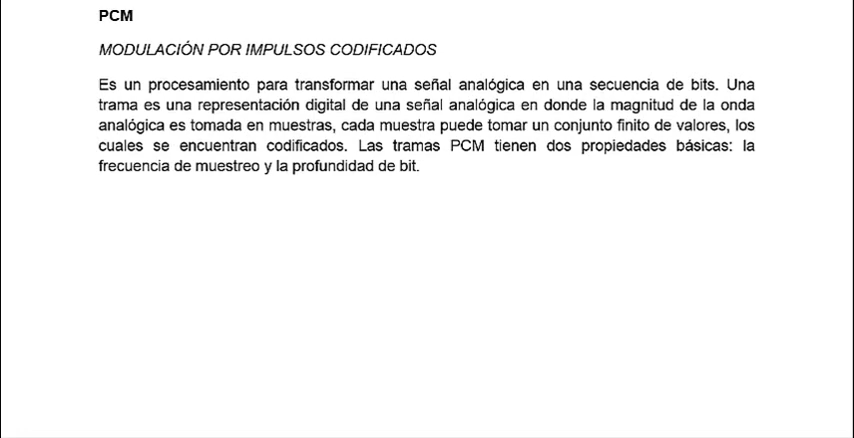 PCM
MODULACIÓN POR IMPULSOS CODIFICADOS
Es un procesamiento para transformar una señal analógica en una secuencia de bits. Una
trama es una representación digital de una señal analógica en donde la magnitud de la onda
analógica es tomada en muestras, cada muestra puede tomar un conjunto finito de valores, los
cuales se encuentran codificados. Las tramas PCM tienen dos propiedades básicas: la
frecuencia de muestreo y la profundidad de bit.